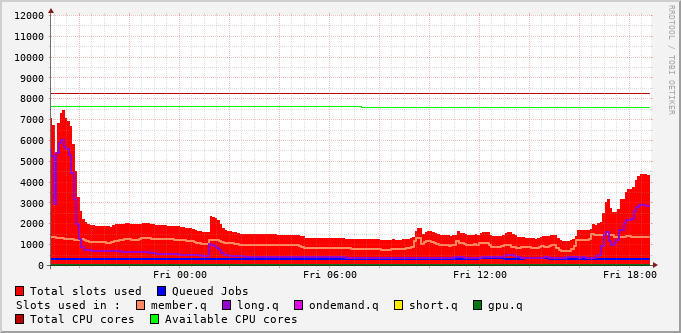 RRDTOOL / TOBI OETIKER
12000
11000
10000
9000
8000
7000
6000
5000
4000
3000
2000
1000
0
Fri 00:00 Fri 06:00 Fri 12:00 Fri 18:00
Total slots used Queued Jobs
Slots used in : member.q long.q ondemand.q short.q gpu.q
Total CPU cores Available CPU cores